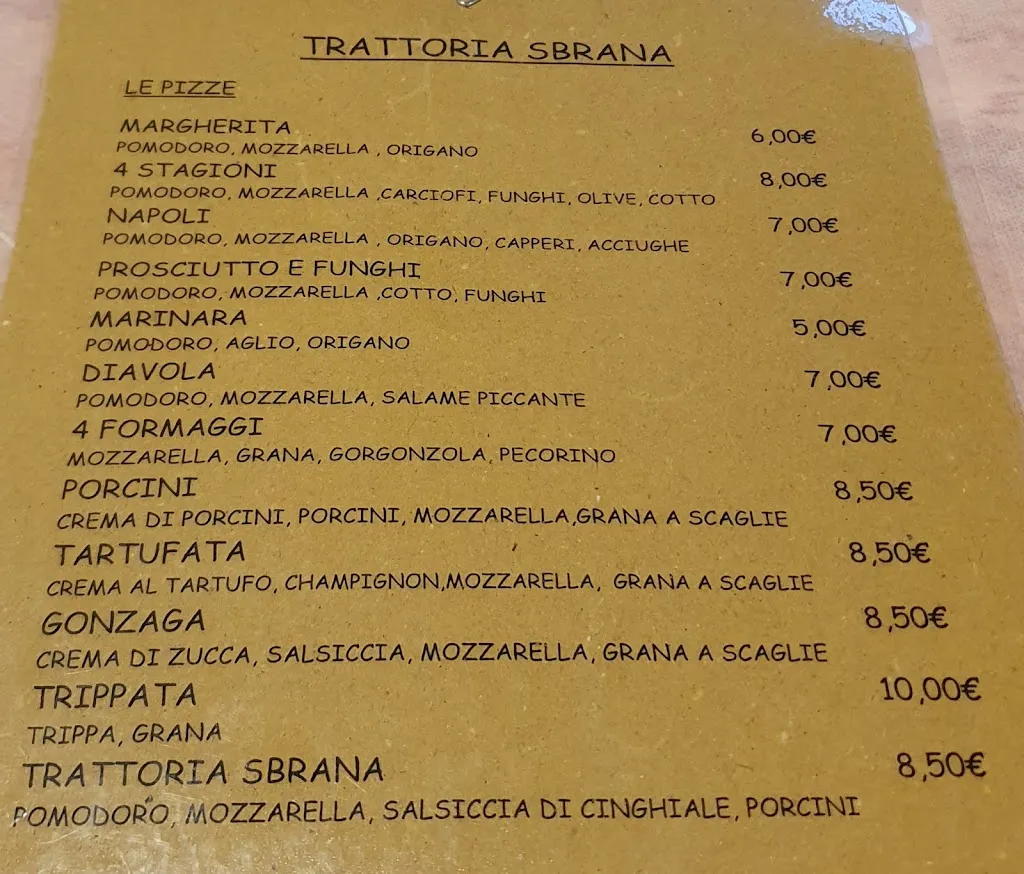 TRATTORIA SBRANA
LE PIZZE
MARGHERITA 6,00€
POMODORO, MOZZARELLA , ORIGANO
4 STAGIONI 8,00€
POMODORO, MOZZARELLA ,CARCIOFI, FUNGHI, OLIVE, COTTO
NAPOLI 7,00€
POMODORO, MOZZARELLA , ORIGANO, CAPPERI, ACCIUGHE
PROSCIUTTO E FUNGHI 7,00€
POMODORO, MOZZARELLA ,COTTO, FUNGHI
MARINARA 5,00€
POMODORO, AGLIO, ORIGANO
DIAVOLA 7,00€
POMODORO, MOZZARELLA, SALAME PICCANTE
4 FORMAGGI 7,00€
MOZZARELLA, GRANA, GORGONZOLA, PECORINO
PORCINI 8,50€
CREMA DI PORCINI, PORCINI, MOZZARELLA,GRANA A SCAGLIE
TARTUFATA 8,50€
CREMA AL TARTUFO, CHAMPIGNON,MOZZARELLA, GRANA A SCAGLIE
GONZAGA 8,50€
CREMA DI ZUCCA, SALSICCIA, MOZZARELLA, GRANA A SCAGLIE
TRIPPATA 10,00€
TRIPPA, GRANA
TRATTORIA SBRANA 8,50€
POMODORO, MOZZARELLA, SALSICCIA DI CINGHIALE, PORCINI